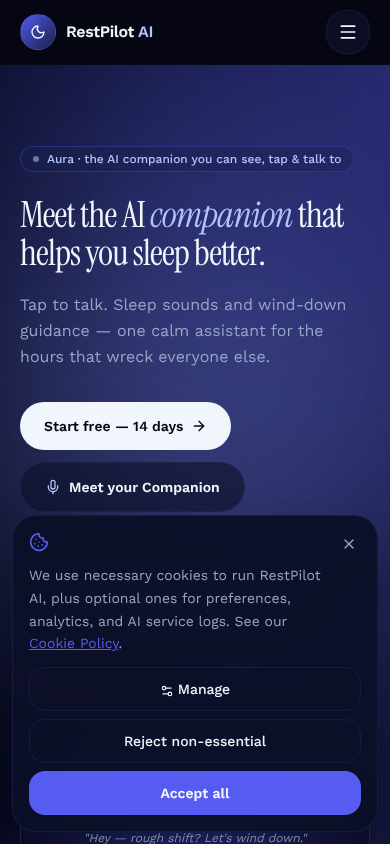 RestPilot AI
Aura · the AI companion you can see, tap & talk to
Meet the AI companion that
helps you sleep better.
Tap to talk. Sleep sounds and wind-down
guidance — one calm assistant for the
hours that wreck everyone else.
Start free — 14 days →
Meet your Companion
We use necessary cookies to run RestPilot
AI, plus optional ones for preferences,
analytics, and AI service logs. See our
Cookie Policy.
Manage
Reject non-essential
Accept all
"Hey — rough shift? Let's wind down."